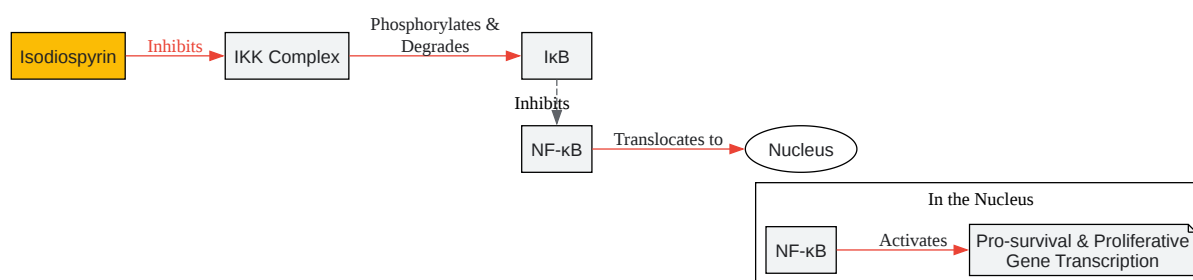 Phosphorylates &
Degrades
Isodiospyrin
Inhibits
IKK Complex
IκB
Inhibits
NF-κB
Translocates to
Nucleus
In the Nucleus
NF-κB
Activates
Pro-survival & Proliferative
Gene Transcription